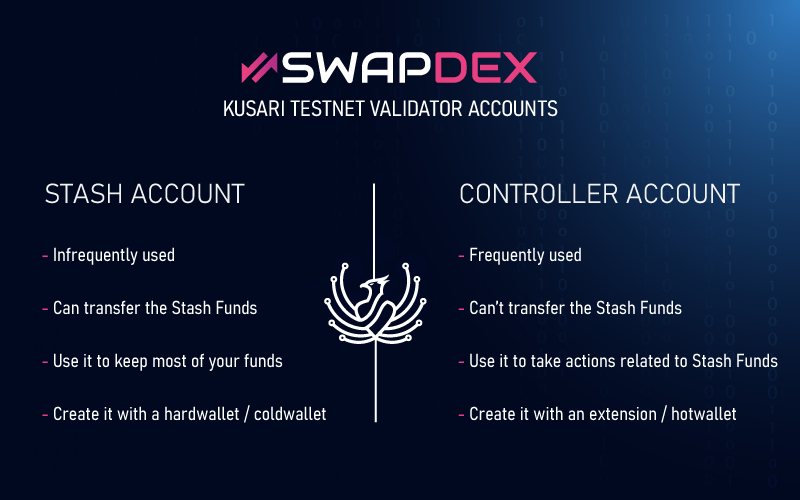 SWAPDEX
KUSARI TESTNET VALIDATOR ACCOUNTS
STASH ACCOUNT
- Infrequently used
- Can transfer the Stash Funds
- Use it to keep most of your funds
- Create it with a hardwallet / coldwallet
CONTROLLER ACCOUNT
- Frequently used
- Can't transfer the Stash Funds
- Use it to take actions related to Stash Funds
- Create it with an extension / hotwallet